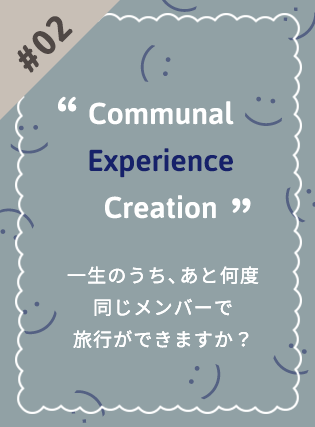 #02
“ Communal
Experience
Creation ”
一生のうち、あと何度
同じメンバーで
旅行ができますか？